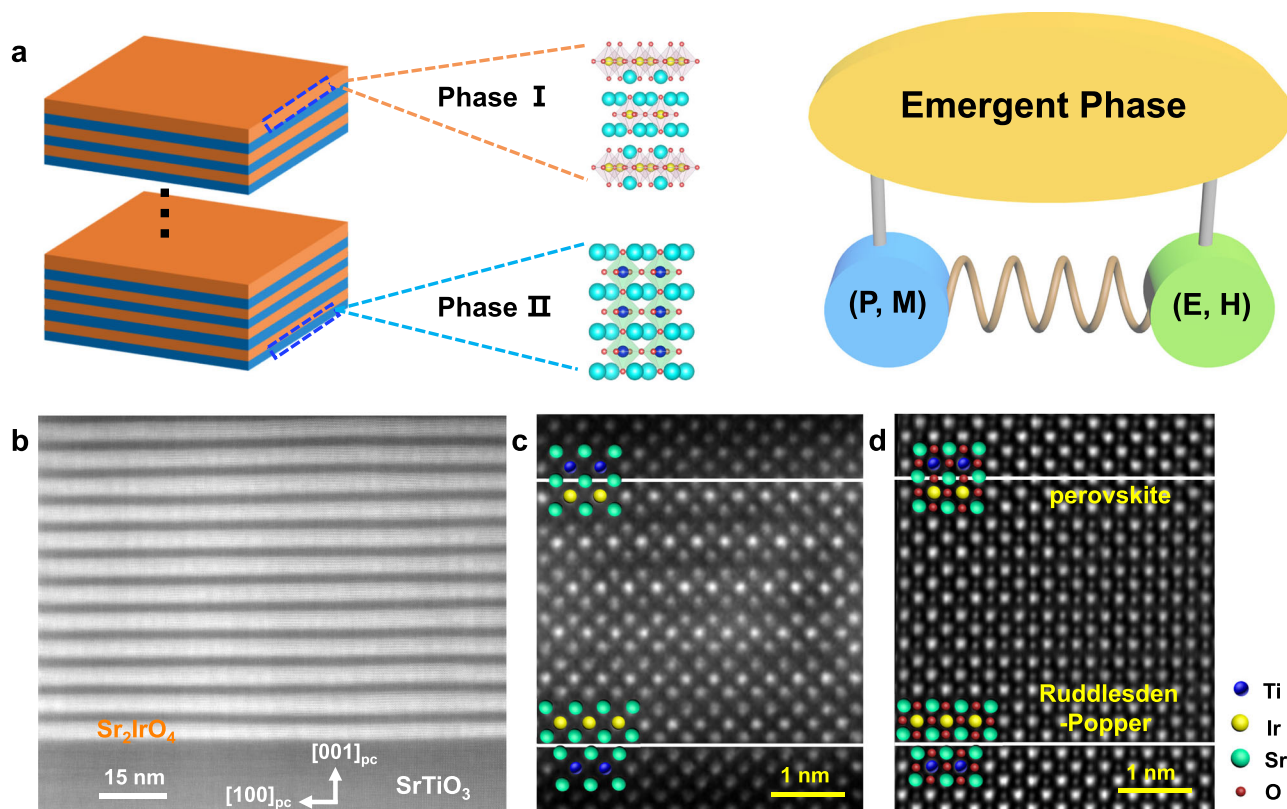 a
Phase Ⅰ
Phase Ⅱ
Emergent Phase
(P, M)
(E, H)
b
Sr₂IrO₄
15 nm
[001]pc
[100]pc
SrTiO₃
c
1 nm
d
perovskite
Ruddlesden
-Popper
1 nm
Ti
Ir
Sr
O